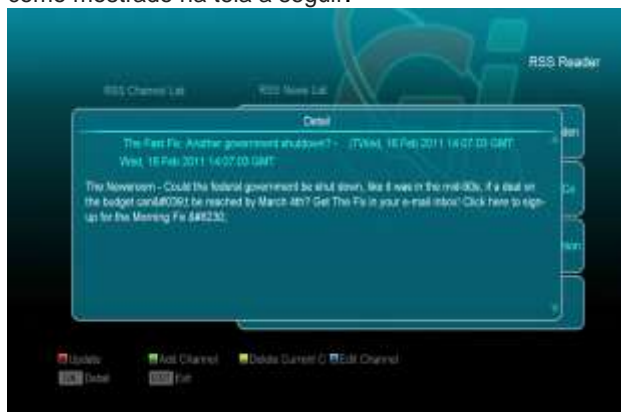 como mostrado na tela a seguir:
RSS Reader
RSS Channel List
RSS News List
Detail
The Fast Fix: Another government shutdown? - (TWed, 16 Feb 2011 14:07:03 GMT
Wed, 16 Feb 2011 14:07:03 GMT
The Newsroom - Could the federal government be shut down, like it was in the mid-90s, if a deal on
the budget can&#039;t be reached by March 4th? Get The Fix in your e-mail inbox! Click here to sign-
up for the Morning Fix &#8230;
Update
Add Channel
Delete Current C
Edit Channel
OK Detail
EXIT Exit